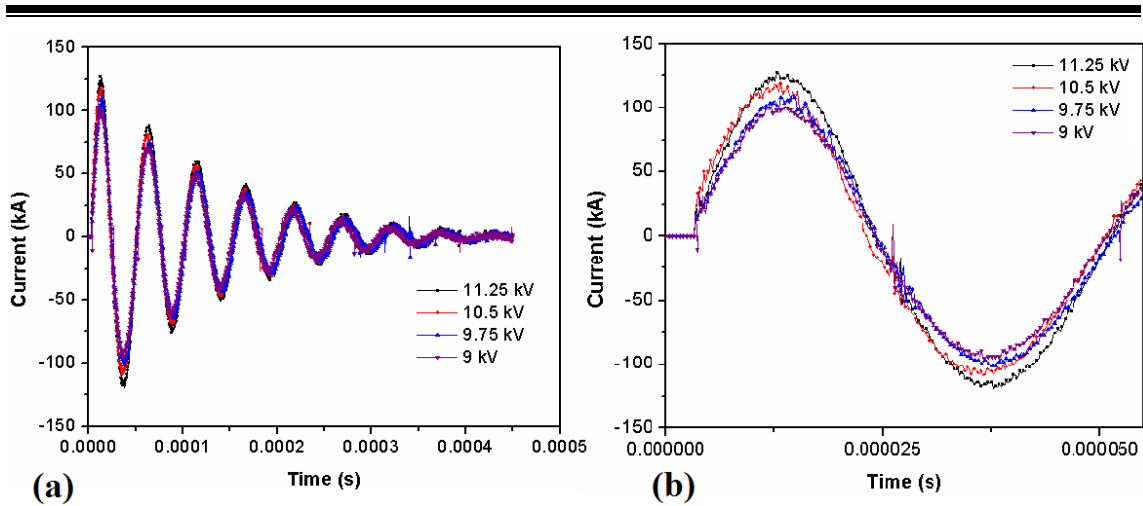 150
100
50
0
-50
-100
-150
0.0000 0.0001 0.0002 0.0003 0.0004 0.0005
Current (kA)
Time (s)
11.25 kV
10.5 kV
9.75 kV
9 kV
(a)
150
100
50
0
-50
-100
-150
0.000000 0.000025 0.000050
Current (kA)
Time (s)
11.25 kV
10.5 kV
9.75 kV
9 kV
(b)